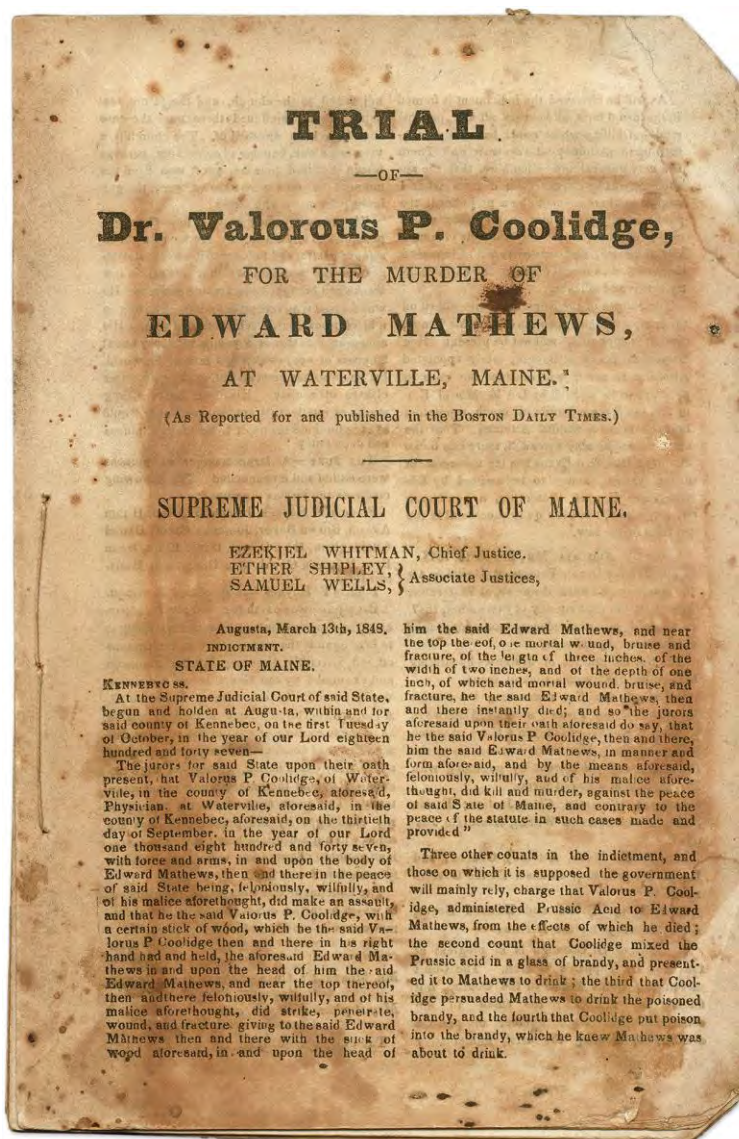 TRIAL
—OF—
Dr. Valorous P. Coolidge,
FOR THE MURDER OF
EDWARD MATHEWS,
AT WATERVILLE, MAINE.
(As Reported for and published in the BOSTON DAILY TIMES.)
SUPREME JUDICIAL COURT OF MAINE.
EZEKIEL WHITMAN, Chief Justice.
ETHER SHIPLEY,
SAMUEL WELLS, } Associate Justices,
Augusta, March 13th, 1848.
INDICTMENT.
STATE OF MAINE.
KENNEBEC SS.
At the Supreme Judicial Court of said State,
begun and holden at Augusta, within and for
said county of Kennebec, on the first Tuesday
of October, in the year of our Lord eighteen
hundred and forty seven—
The jurors for said State upon their oath
present, that Valorus P. Coolidge, of Water-
ville, in the county of Kennebec, aforesaid,
Physician, at Waterville, aforesaid, in the
county of Kennebec, aforesaid, on the thirtieth
day of September, in the year of our Lord
one thousand eight hundred and forty seven,
with force and arms, in and upon the body of
Edward Mathews, then and there in the peace
of said State being, feloniously, wilfully, and
of his malice aforethought, did make an assault,
and that he the said Valorus P. Coolidge, with
a certain stick of wood, which he the said Va-
lorus P Coolidge then and there in his right
hand had and held, the aforesaid Edward Ma-
thews in and upon the head of him the said
Edward Mathews, and near the top thereof,
then andthere feloniously, wilfully, and of his
malice aforethought, did strike, penetrate,
wound, and fracture giving to the said Edward
Mathews then and there with the stick of
wood aforesaid, in and upon the head of
him the said Edward Mathews, and near
the top thereof, one mortal wound, bruise and
fracture, of the length of three inches, of the
width of two inches, and of the depth of one
inch, of which said mortal wound, bruise, and
fracture, he the said Edward Mathews, then
and there instantly died; and so the jurors
aforesaid upon their oath aforesaid do say, that
he the said Valorus P. Coolidge, then and there,
him the said Edward Mathews, in manner and
form aforesaid, and by the means aforesaid,
feloniously, wilfully, and of his malice afore-
thought, did kill and murder, against the peace
of said State of Maine, and contrary to the
peace of the statute in such cases made and
provided"
Three other counts in the indictment, and
those on which it is supposed the government
will mainly rely, charge that Valorus P. Cool-
idge, administered Prussic Acid to Edward
Mathews, from the effects of which he died;
the second count that Coolidge mixed the
Prussic acid in a glass of brandy, and present-
ed it to Mathews to drink; the third that Cool-
idge persuaded Mathews to drink the poisoned
brandy, and the fourth that Coolidge put poison
into the brandy, which he knew Mathews was
about to drink.